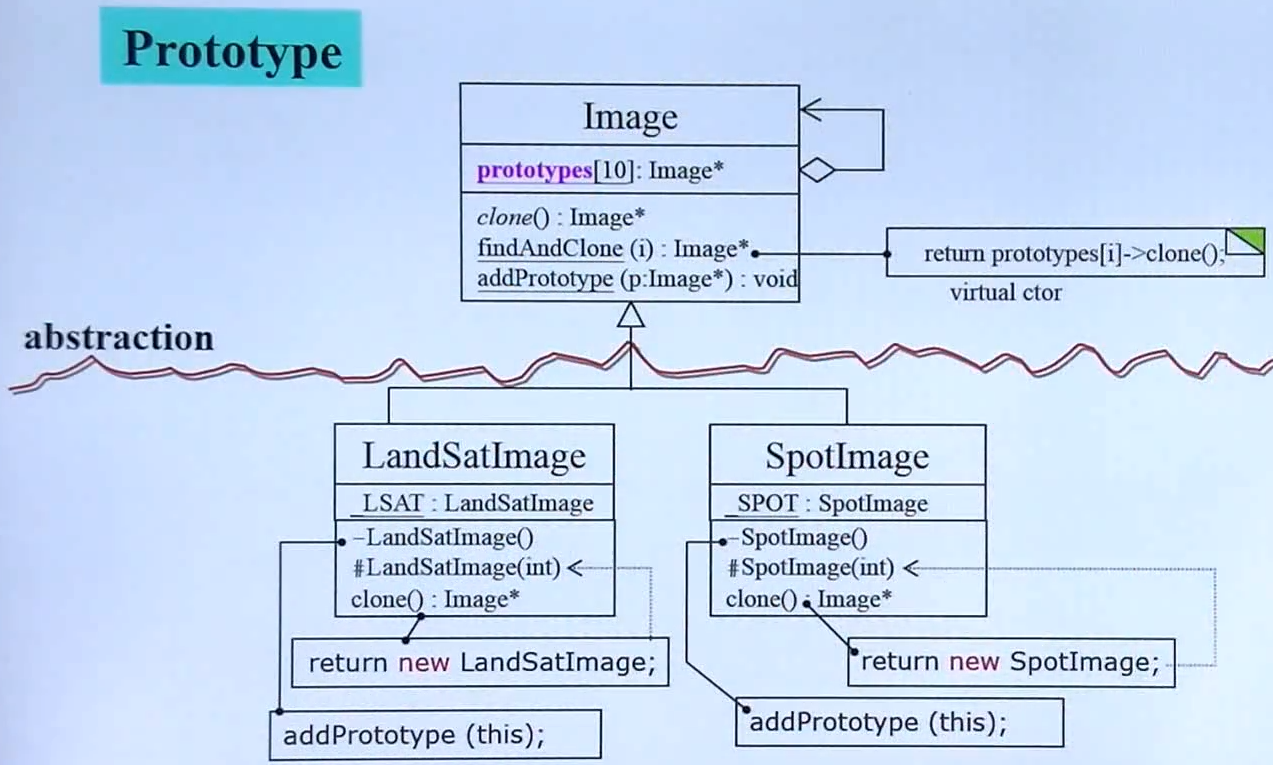 Prototype
Image
prototypes[10]: Image*
clone() : Image*
findAndClone (i) : Image*
addPrototype (p:Image*) : void
return prototypes[i]->clone();
virtual ctor
abstraction
LandSatImage
_LSAT : LandSatImage
-LandSatImage()
#LandSatImage(int)
clone() : Image*
return new LandSatImage;
addPrototype (this);
SpotImage
_SPOT : SpotImage
-SpotImage()
#SpotImage(int)
clone() : Image*
return new SpotImage;
addPrototype (this);